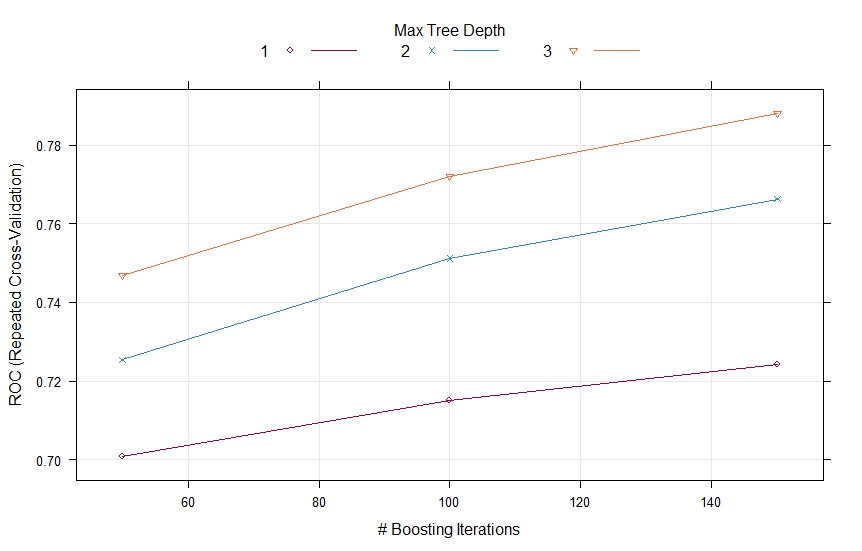 Max Tree Depth
1 2 3
ROC (Repeated Cross-Validation)
0.78
0.76
0.74
0.72
0.70
60 80 100 120 140
# Boosting Iterations